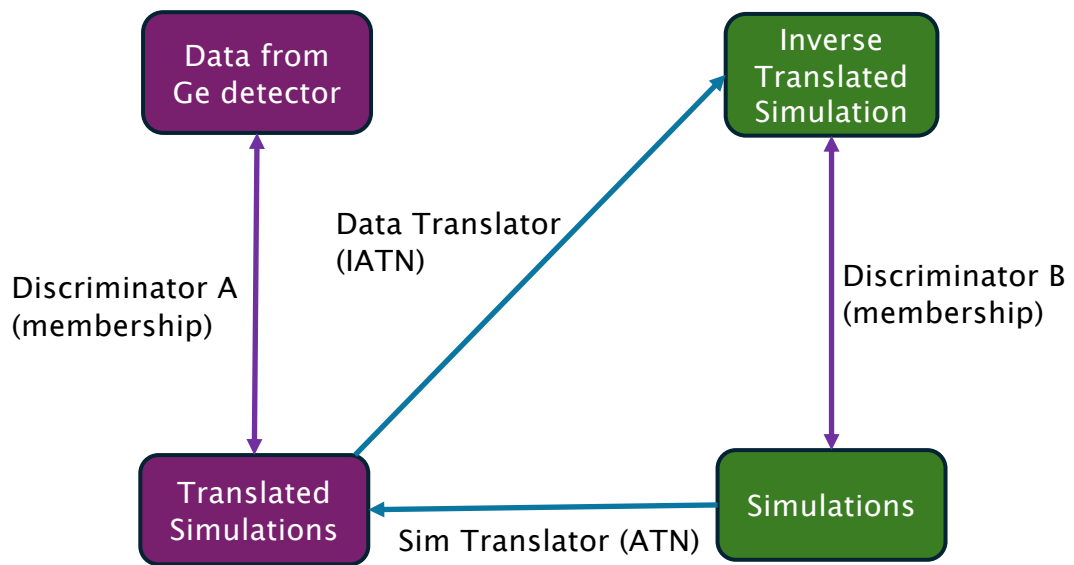 Data from
Ge detector
Inverse
Translated
Simulation
Data Translator
(IATN)
Discriminator A
(membership)
Discriminator B
(membership)
Translated
Simulations
Sim Translator (ATN)
Simulations